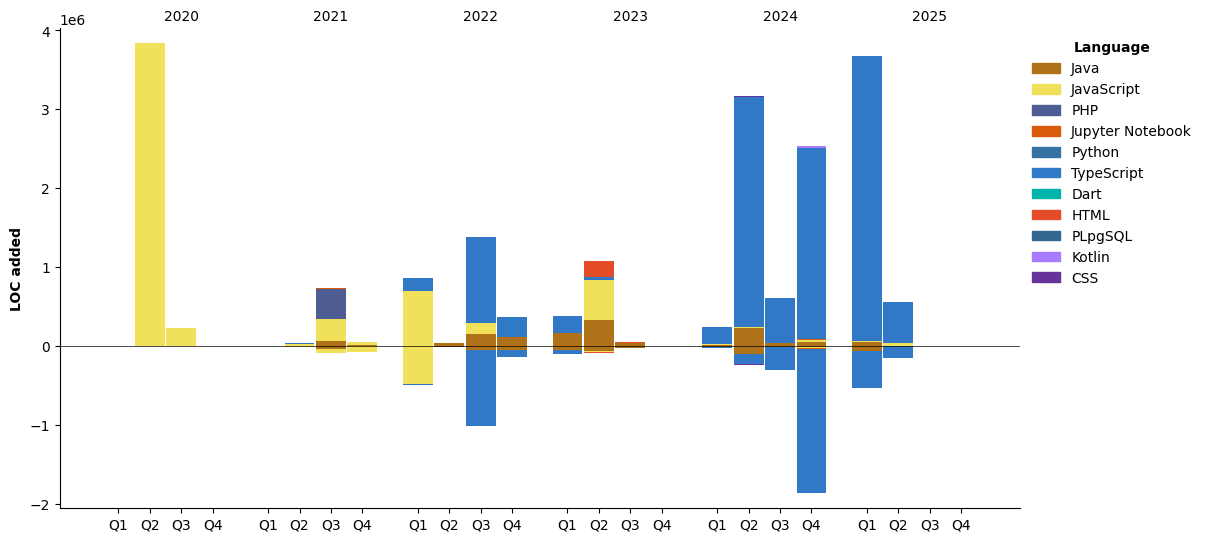 1e6
2020 2021 2022 2023 2024 2025
4
3
2
1
0
−1
−2
LOC added
Q1 Q2 Q3 Q4 Q1 Q2 Q3 Q4 Q1 Q2 Q3 Q4 Q1 Q2 Q3 Q4 Q1 Q2 Q3 Q4 Q1 Q2 Q3 Q4
Language
Java
JavaScript
PHP
Jupyter Notebook
Python
TypeScript
Dart
HTML
PLpgSQL
Kotlin
CSS